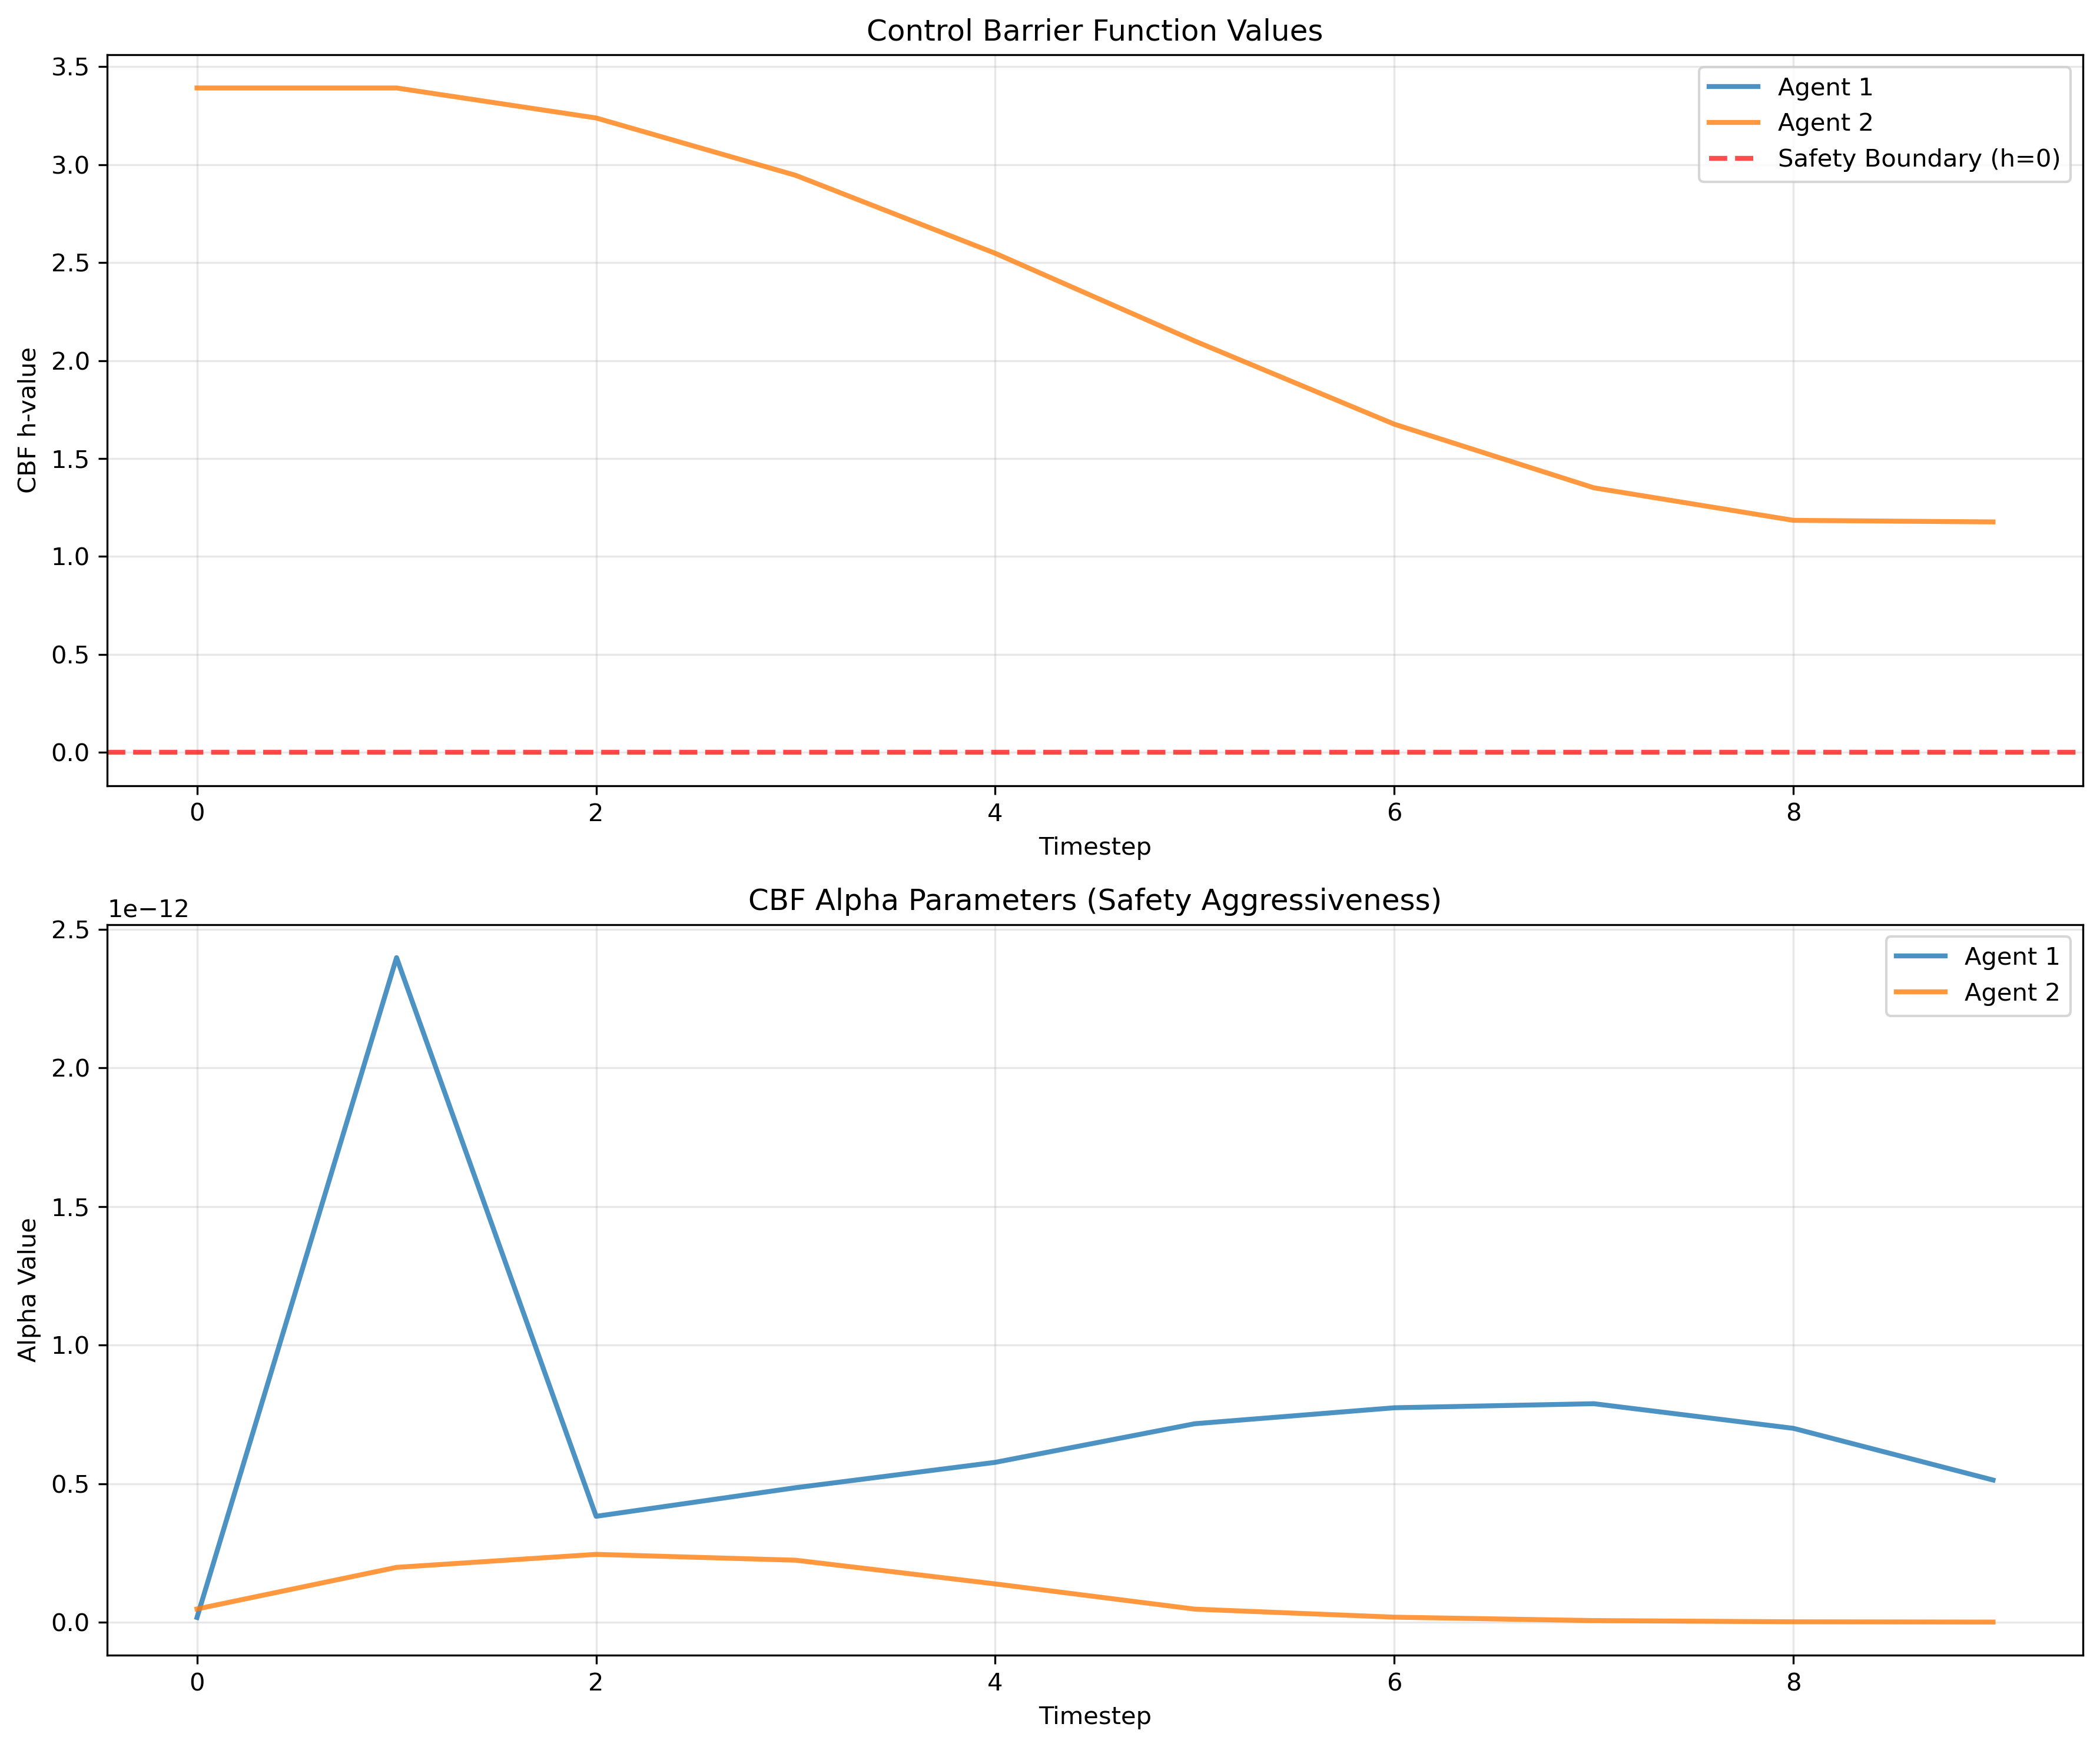 Control Barrier Function Values
3.5
3.0
2.5
2.0
1.5
1.0
0.5
0.0
CBF h-value
Agent 1
Agent 2
Safety Boundary (h=0)
0 2 4 6 8
Timestep
CBF Alpha Parameters (Safety Aggressiveness)
1e−12
2.5
2.0
1.5
1.0
0.5
0.0
Alpha Value
Agent 1
Agent 2
0 2 4 6 8
Timestep